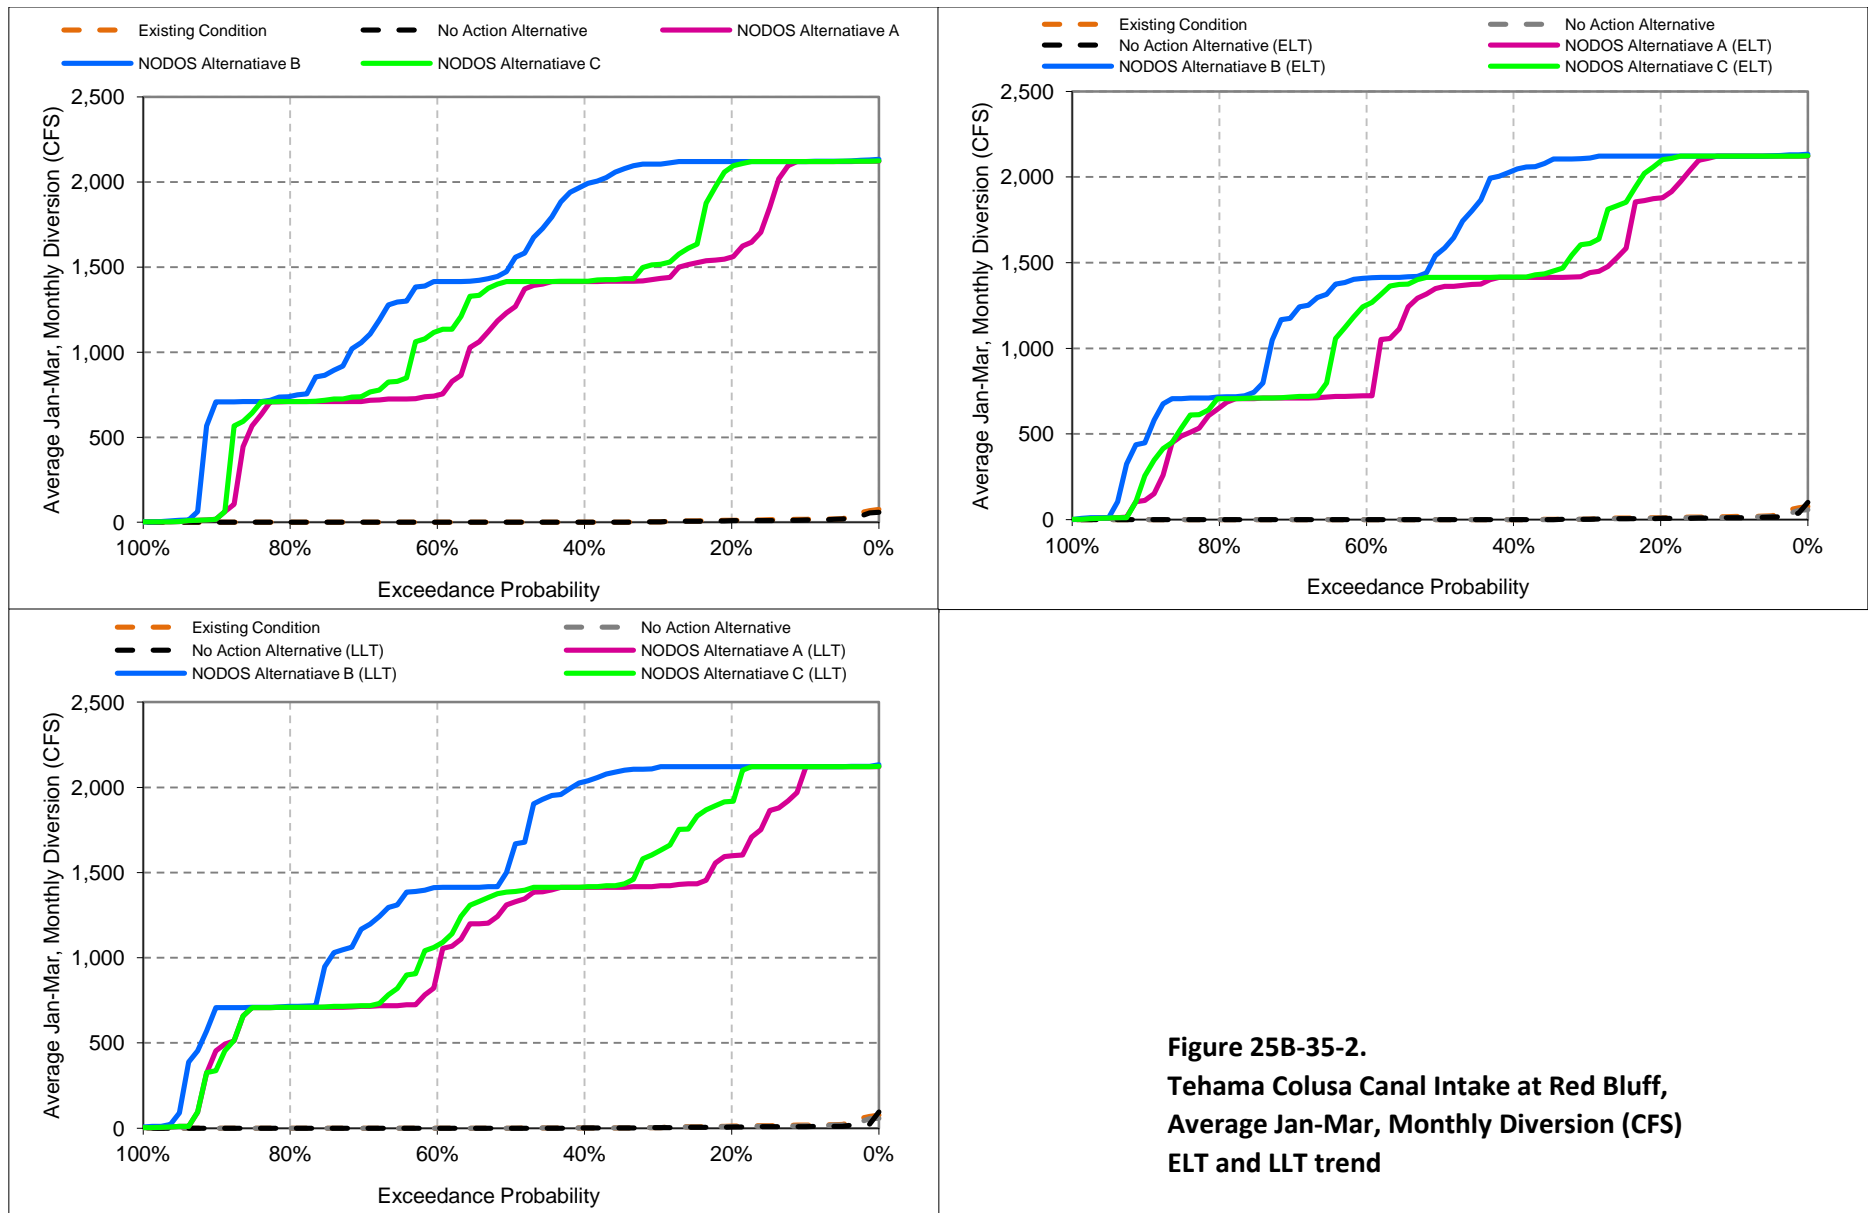 Existing Condition
No Action Alternative
NODOS Alternatiave A
NODOS Alternatiave B
NODOS Alternatiave C
Average Jan-Mar, Monthly Diversion (CFS)
2,500
2,000
1,500
1,000
500
0
100% 80% 60% 40% 20% 0%
Exceedance Probability
Existing Condition
No Action Alternative
No Action Alternative (ELT)
NODOS Alternatiave A (ELT)
NODOS Alternatiave B (ELT)
NODOS Alternatiave C (ELT)
Average Jan-Mar, Monthly Diversion (CFS)
2,500
2,000
1,500
1,000
500
0
100% 80% 60% 40% 20% 0%
Exceedance Probability
Existing Condition
No Action Alternative
No Action Alternative (LLT)
NODOS Alternatiave A (LLT)
NODOS Alternatiave B (LLT)
NODOS Alternatiave C (LLT)
Average Jan-Mar, Monthly Diversion (CFS)
2,500
2,000
1,500
1,000
500
0
100% 80% 60% 40% 20% 0%
Exceedance Probability
Figure 25B-35-2.
Tehama Colusa Canal Intake at Red Bluff,
Average Jan-Mar, Monthly Diversion (CFS)
ELT and LLT trend